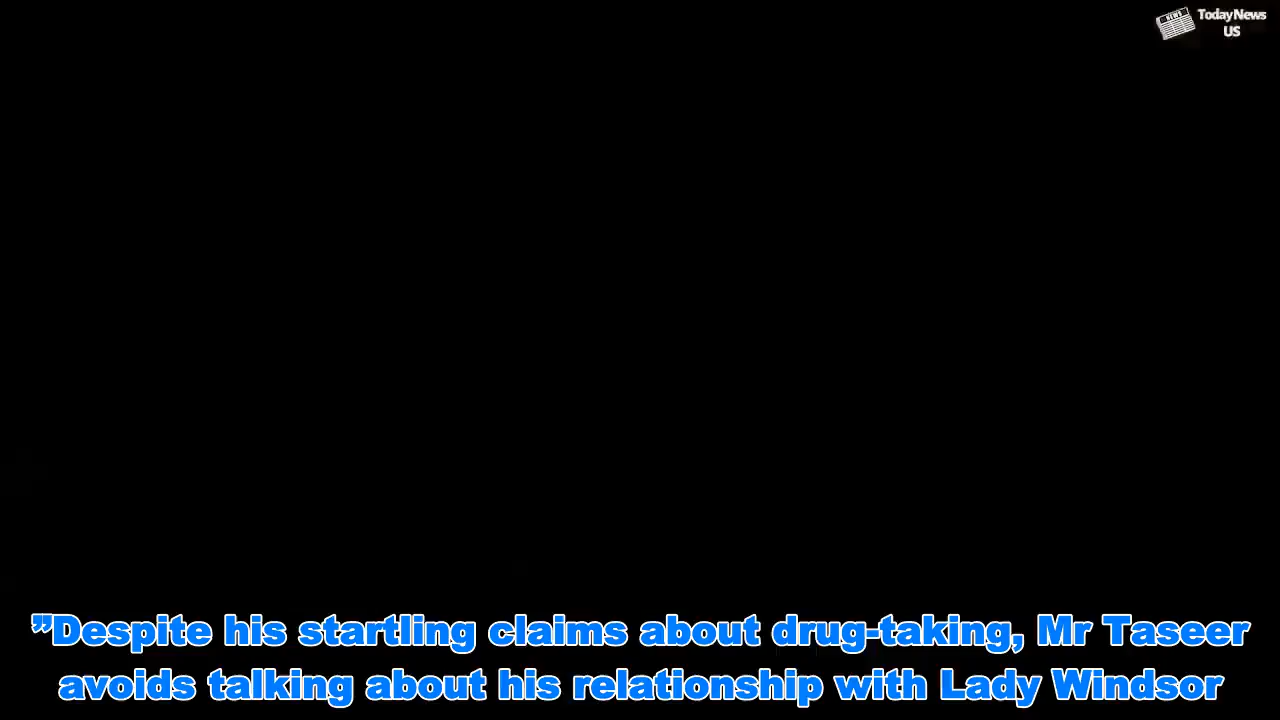 NEWS
TodayNews
US
”Despite his startling claims about drug-taking, Mr Taseer
avoids talking about his relationship with Lady Windsor